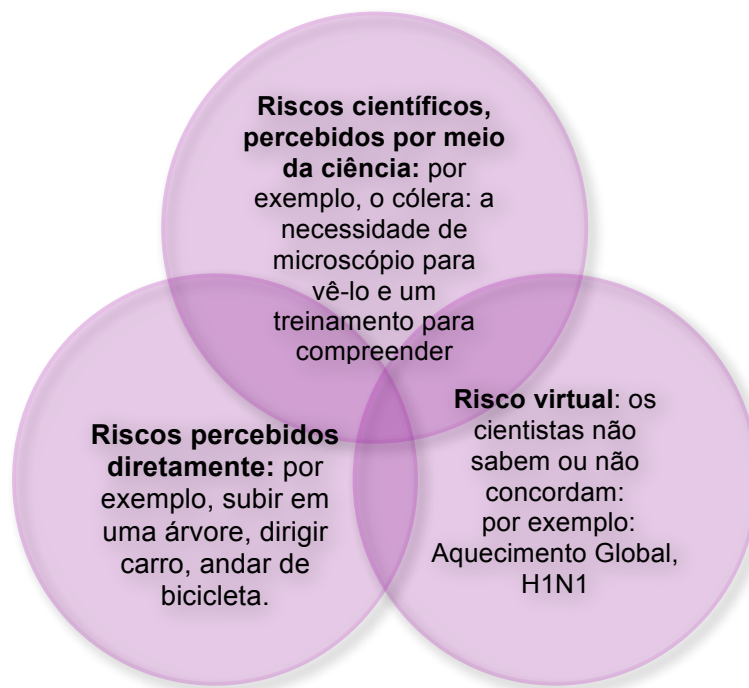 Riscos científicos,
percebidos por meio
da ciência: por
exemplo, o cólera: a
necessidade de
microscópio para
vê-lo e um
treinamento para
compreender
Riscos percebidos
diretamente: por
exemplo, subir em
uma árvore, dirigir
carro, andar de
bicicleta.
Risco virtual: os
cientistas não
sabem ou não
concordam:
por exemplo:
Aquecimento Global,
H1N1